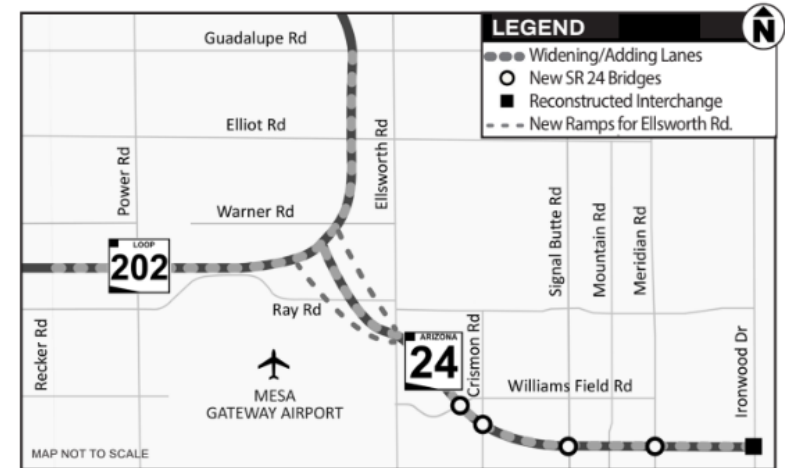 LEGEND
N
Widening/Adding Lanes
New SR 24 Bridges
Reconstructed Interchange
New Ramps for Ellsworth Rd.
Guadalupe Rd
Elliot Rd
Power Rd
Ellsworth Rd
Warner Rd
Signal Butte Rd
Mountain Rd
Meridian Rd
LOOP
202
Ray Rd
Recker Rd
ARIZONA
24
Crismon Rd
Ironwood Dr
Williams Field Rd
MESA
GATEWAY AIRPORT
MAP NOT TO SCALE